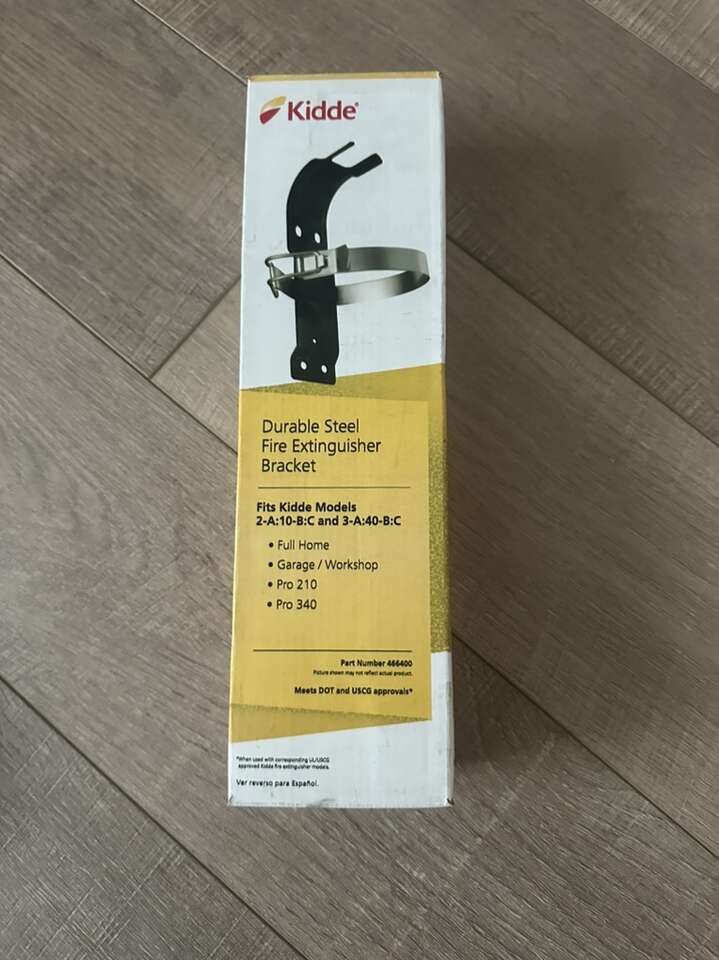 Kidde®
Durable Steel
Fire Extinguisher
Bracket
Fits Kidde Models
2-A:10-B:C and 3-A:40-B:C
• Full Home
• Garage / Workshop
• Pro 210
• Pro 340
Part Number 466400
Picture shown may not reflect actual product.
Meets DOT and USCG approvals*
*When used with corresponding UL/USCG
approved Kidde fire extinguisher models.
Ver reverso para Español.